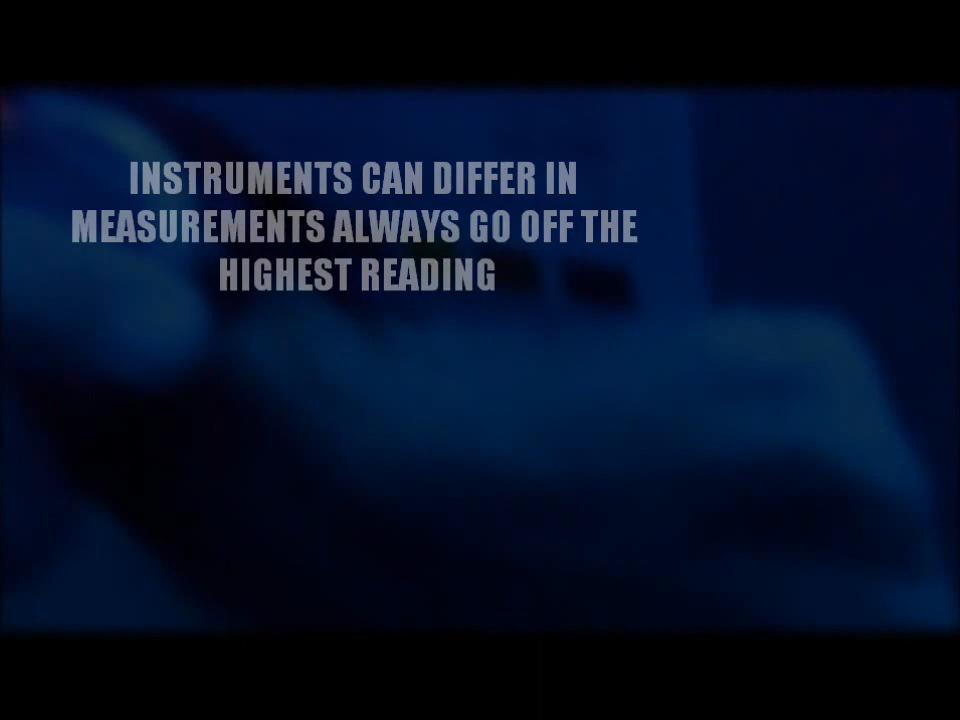 INSTRUMENTS CAN DIFFER IN
MEASUREMENTS ALWAYS GO OFF THE
HIGHEST READING